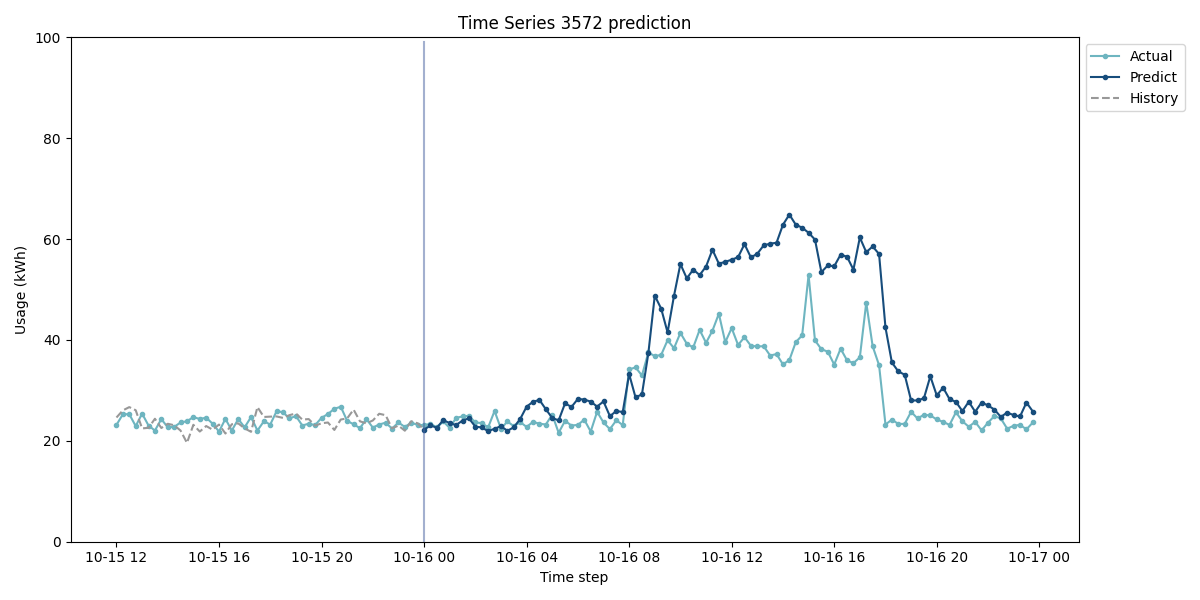 Time Series 3572 prediction
100
80
60
40
20
0
Usage (kWh)
10-15 12
10-15 16
10-15 20
10-16 00
10-16 04
10-16 08
10-16 12
10-16 16
10-16 20
10-17 00
Time step
Actual
Predict
History